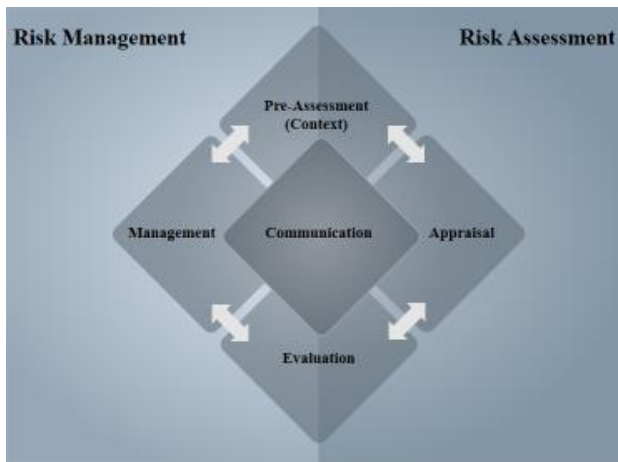 Risk Management
Risk Assessment
Pre-Assessment
(Context)
Management
Communication
Appraisal
Evaluation